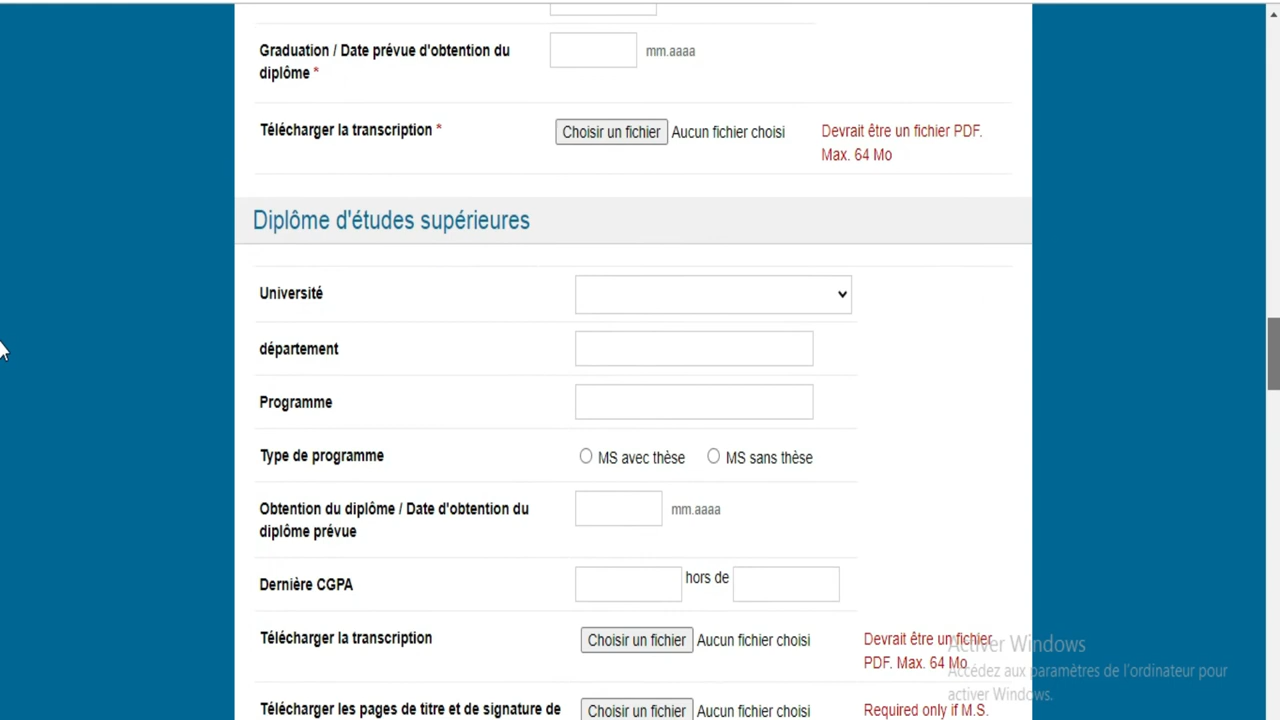 Graduation / Date prévue d'obtention du
diplôme * mm.aaaa
Télécharger la transcription * Choisir un fichier Aucun fichier choisi Devrait être un fichier PDF.
Max. 64 Mo
Diplôme d'études supérieures
Université
département
Programme
Type de programme MS avec thèse MS sans thèse
Obtention du diplôme / Date d'obtention du
diplôme prévue mm.aaaa
Dernière CGPA hors de
Télécharger la transcription Choisir un fichier Aucun fichier choisi Devrait être un fichier
PDF. Max. 64 Mo
Activer Windows
Accédez aux paramètres de l'ordinateur pour
activer Windows.
Télécharger les pages de titre et de signature de Choisir un fichier Aucun fichier choisi Required only if M.S.